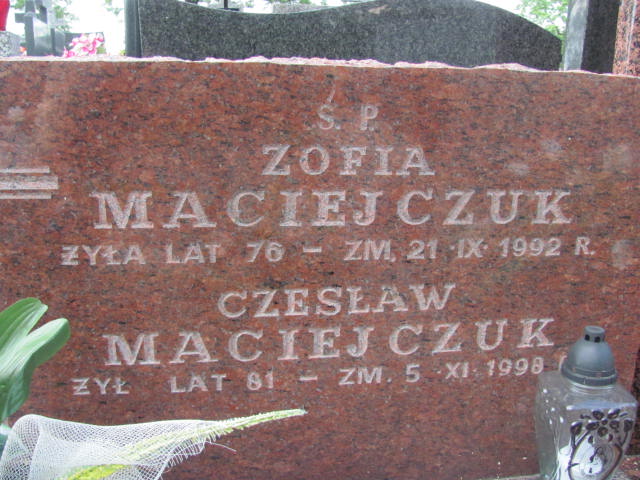 Ś. P.
ZOFIA
MACIEJCZUK
ŻYŁA LAT 76 – ZM. 21 IX 1992 R.
CZESŁAW
MACIEJCZUK
ŻYŁ LAT 81 – ZM. 5 XI 1998